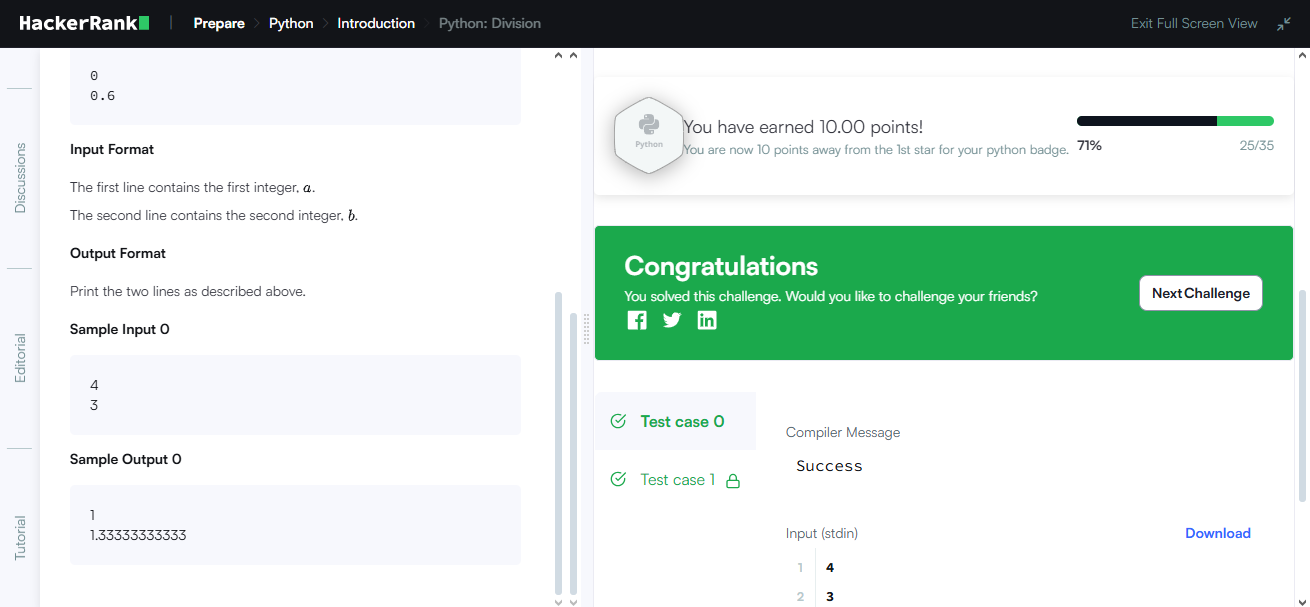 HackerRank | Prepare > Python > Introduction > Python: Division Exit Full Screen View
Discussions
Editorial
Tutorial
0
0.6
Input Format
The first line contains the first integer, a.
The second line contains the second integer, b.
Output Format
Print the two lines as described above.
Sample Input 0
4
3
Sample Output 0
1
1.33333333333
Python
You have earned 10.00 points!
You are now 10 points away from the 1st star for your python badge.
71% 25/35
Congratulations
You solved this challenge. Would you like to challenge your friends?
Next Challenge
Test case 0
Test case 1
Compiler Message
Success
Input (stdin) Download
1 4
2 3